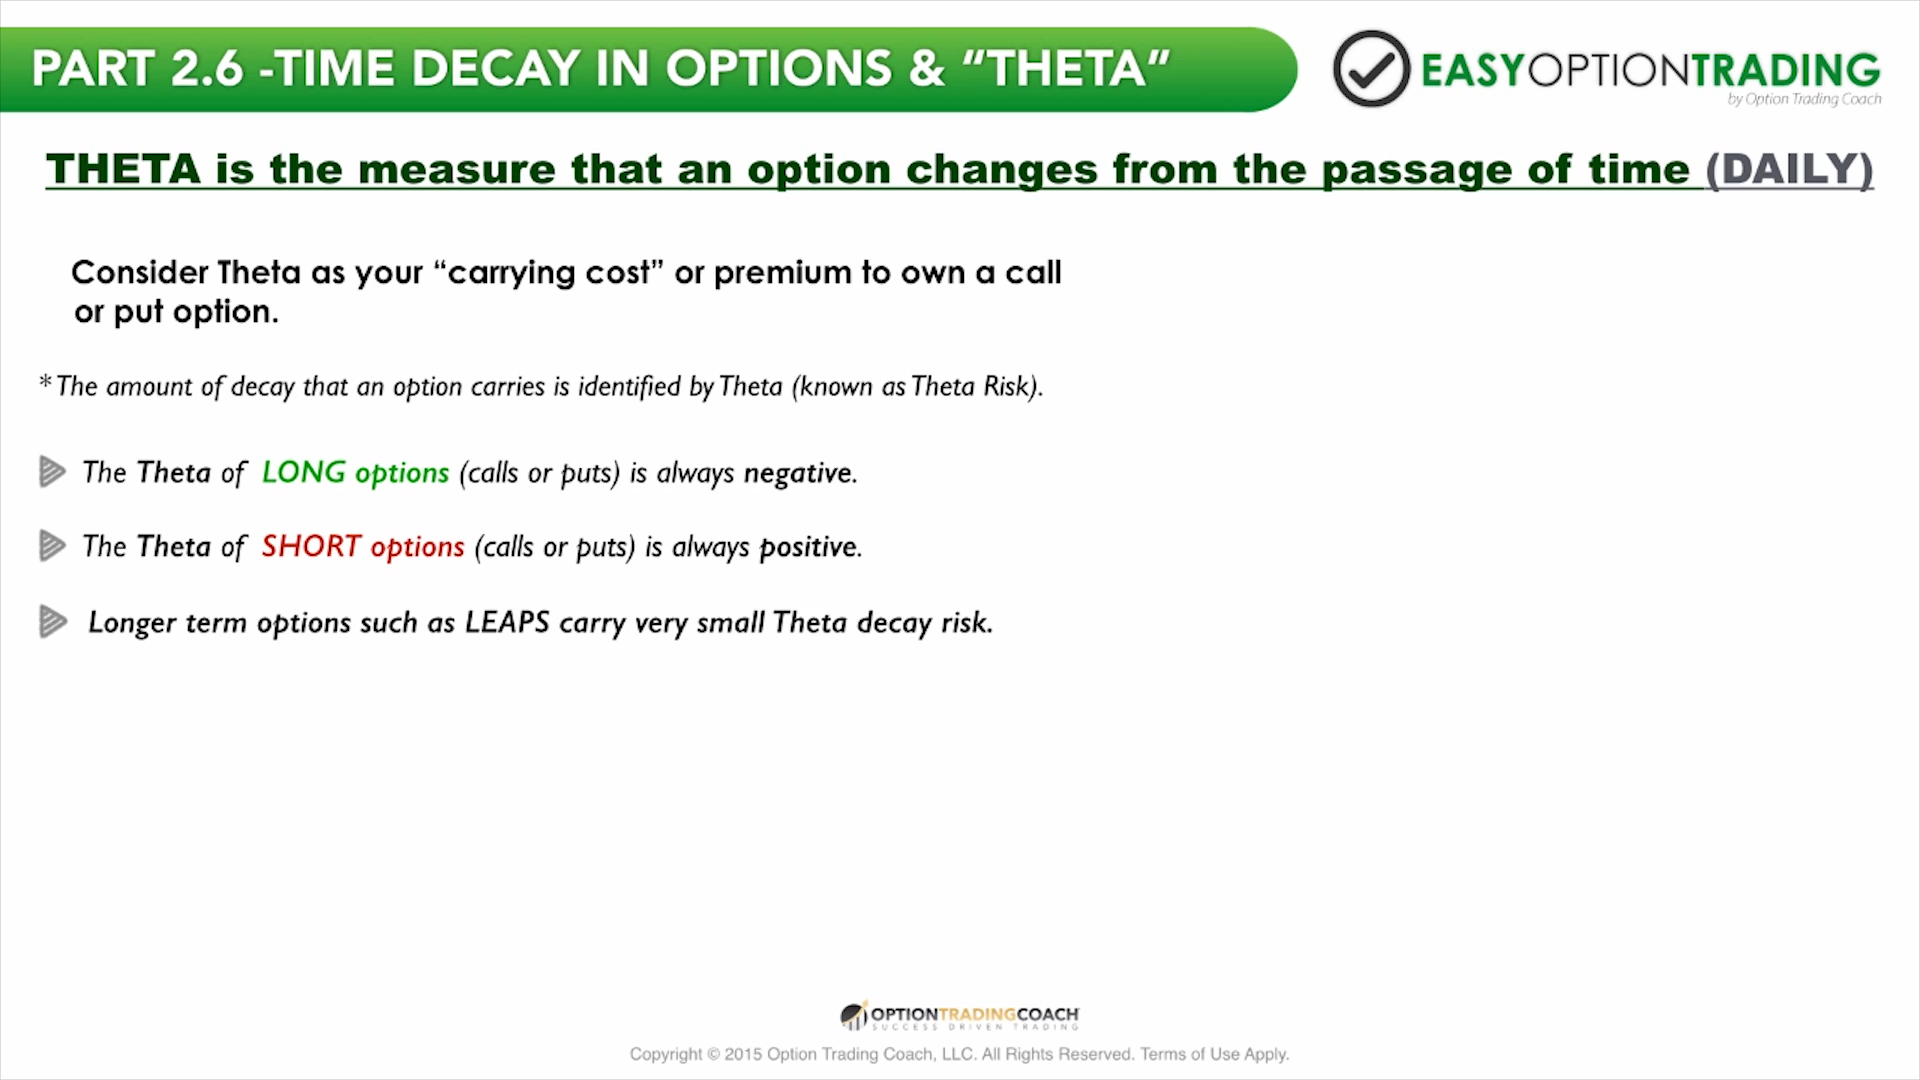 PART 2.6 -TIME DECAY IN OPTIONS & “THETA”
EASYOPTIONTRADING
by Option Trading Coach
THETA is the measure that an option changes from the passage of time (DAILY)
Consider Theta as your “carrying cost” or premium to own a call
or put option.
* The amount of decay that an option carries is identified by Theta (known as Theta Risk).
The Theta of LONG options (calls or puts) is always negative.
The Theta of SHORT options (calls or puts) is always positive.
Longer term options such as LEAPS carry very small Theta decay risk.
OPTIONTRADINGCOACH
SUCCESS DRIVEN TRADING
Copyright © 2015 Option Trading Coach, LLC. All Rights Reserved. Terms of Use Apply.